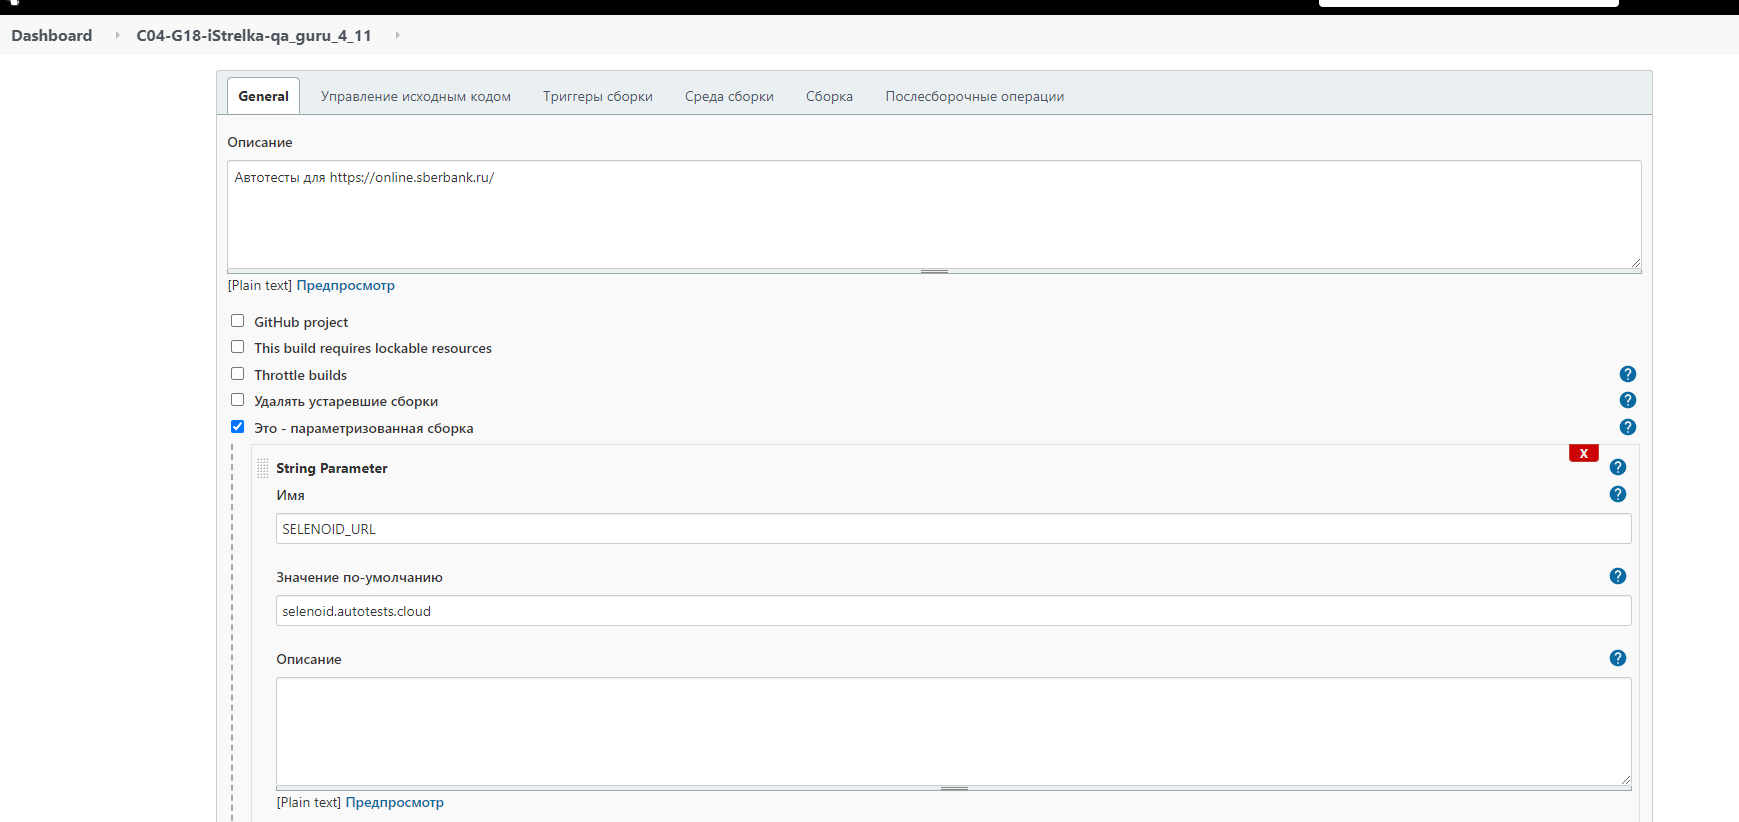 Dashboard C04-G18-iStrelka-qa_guru_4_11
General Управление исходным кодом Триггеры сборки Среда сборки Сборка Послесборочные операции
Описание
Автотесты для https://online.sberbank.ru/
[Plain text] Предпросмотр
GitHub project
This build requires lockable resources
Throttle builds
?
Удалять устаревшие сборки
?
Это - параметризованная сборка
?
X
String Parameter
?
Имя
?
SELENOID_URL
Значение по-умолчанию
?
selenoid.autotests.cloud
Описание
?
[Plain text] Предпросмотр